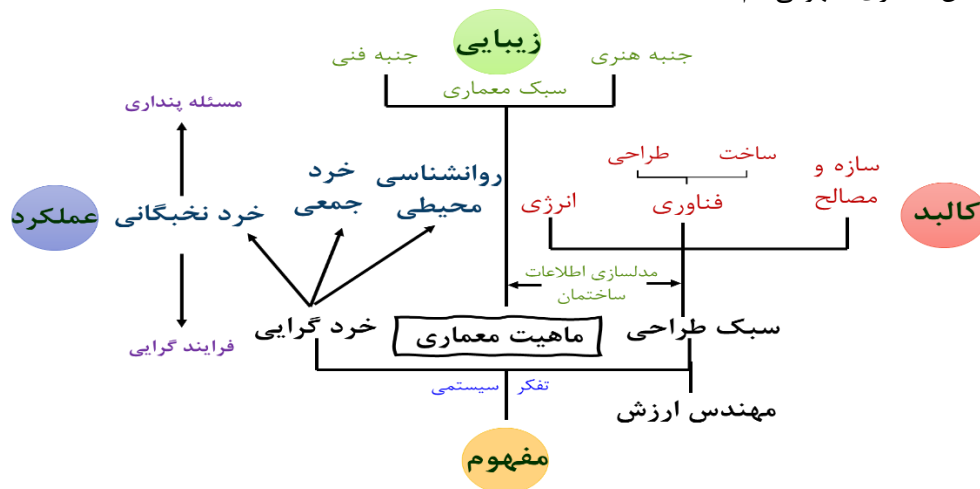 زیبایی
جنبه هنری
جنبه فنی
سبک معماری
مسئله پنداری
ساخت
طراحی
سازه و
مصالح
فناوری
انرژی
کالبد
روانشناسی
محیطی
خرد
جمعی
خرد نخبگانی
عملکرد
مدلسازی اطلاعات
ساختمان
سبک طراحی
ماهیت معماری
خرد گرایی
فرایند گرایی
تفکر سیستمی
مهندس ارزش
مفهوم